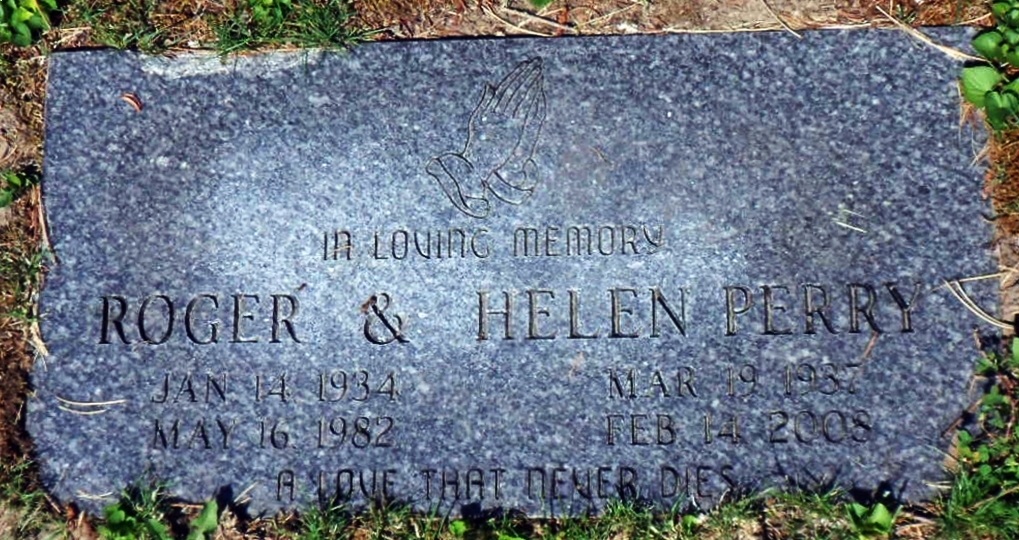 IN LOVING MEMORY
ROGER & HELEN PERRY
JAN 14 1934 MAR 19 1937
MAY 16 1982 FEB 14 2008
A LOVE THAT NEVER DIES